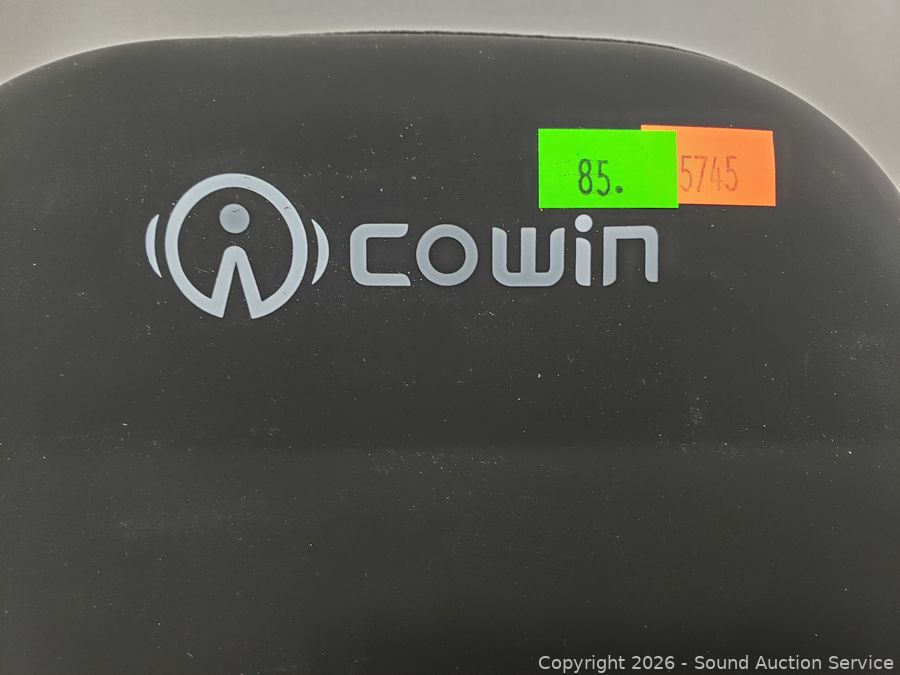 85.
5745
cowin
Copyright 2026 - Sound Auction Service